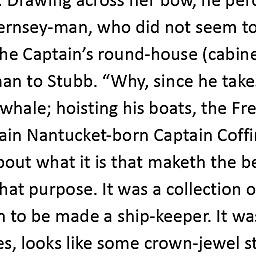 . Drawing across her bow, he perc
ernsey-man, who did not seem to
he Captain’s round-house (cabine
nan to Stubb. “Why, since he take
whale; hoisting his boats, the Fre
ain Nantucket-born Captain Coffi
bout what it is that maketh the be
hat purpose. It was a collection o
n to be made a ship-keeper. It wa
es, looks like some crown-jewel st